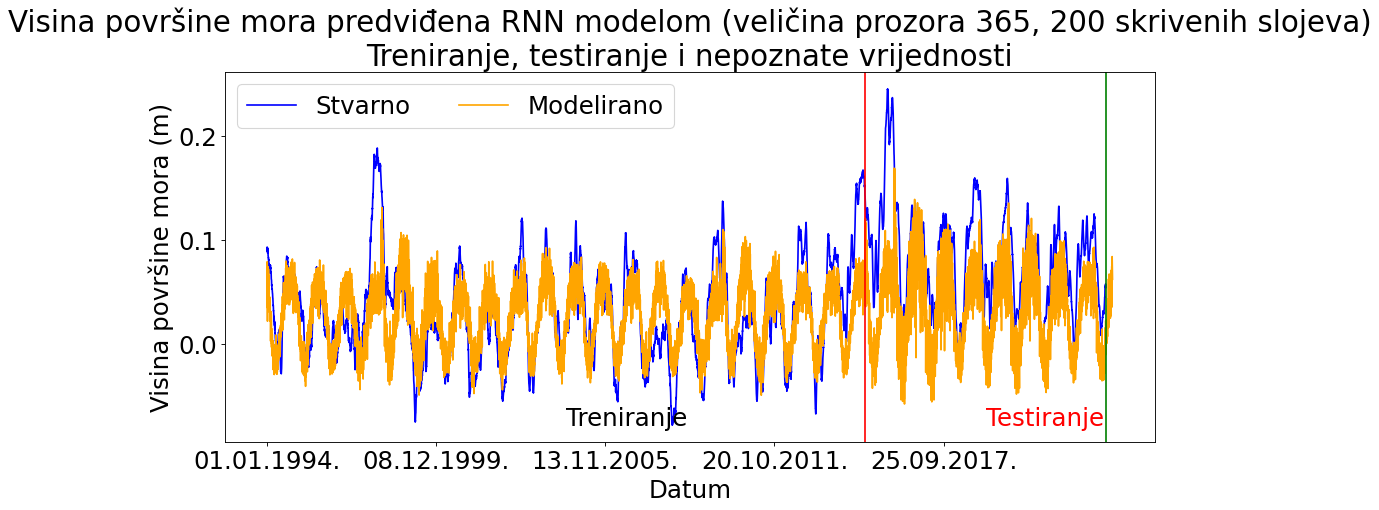 Visina površine mora predviđena RNN modelom (veličina prozora 365, 200 skrivenih slojeva)
Treniranje, testiranje i nepoznate vrijednosti
Stvarno
Modelirano
Visina površine mora (m)
0.2
0.1
0.0
Treniranje
Testiranje
01.01.1994.
08.12.1999.
13.11.2005.
20.10.2011.
25.09.2017.
Datum